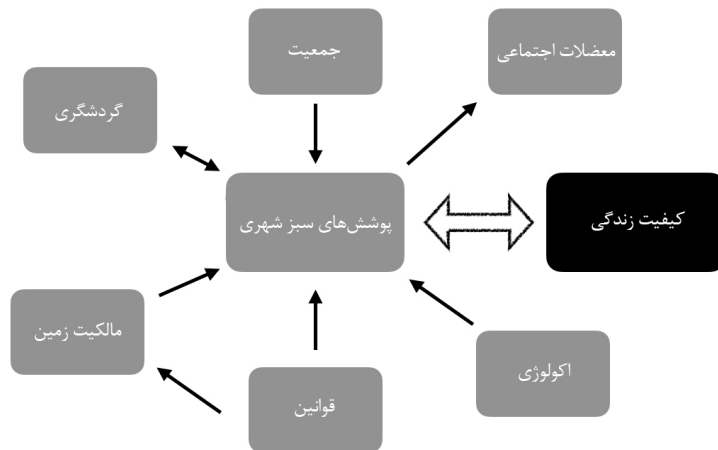 معضلات اجتماعی
جمعیت
گردشگری
کیفیت زندگی
پوشش‌های سبز شهری
مالکیت زمین
اکولوژی
قوانین